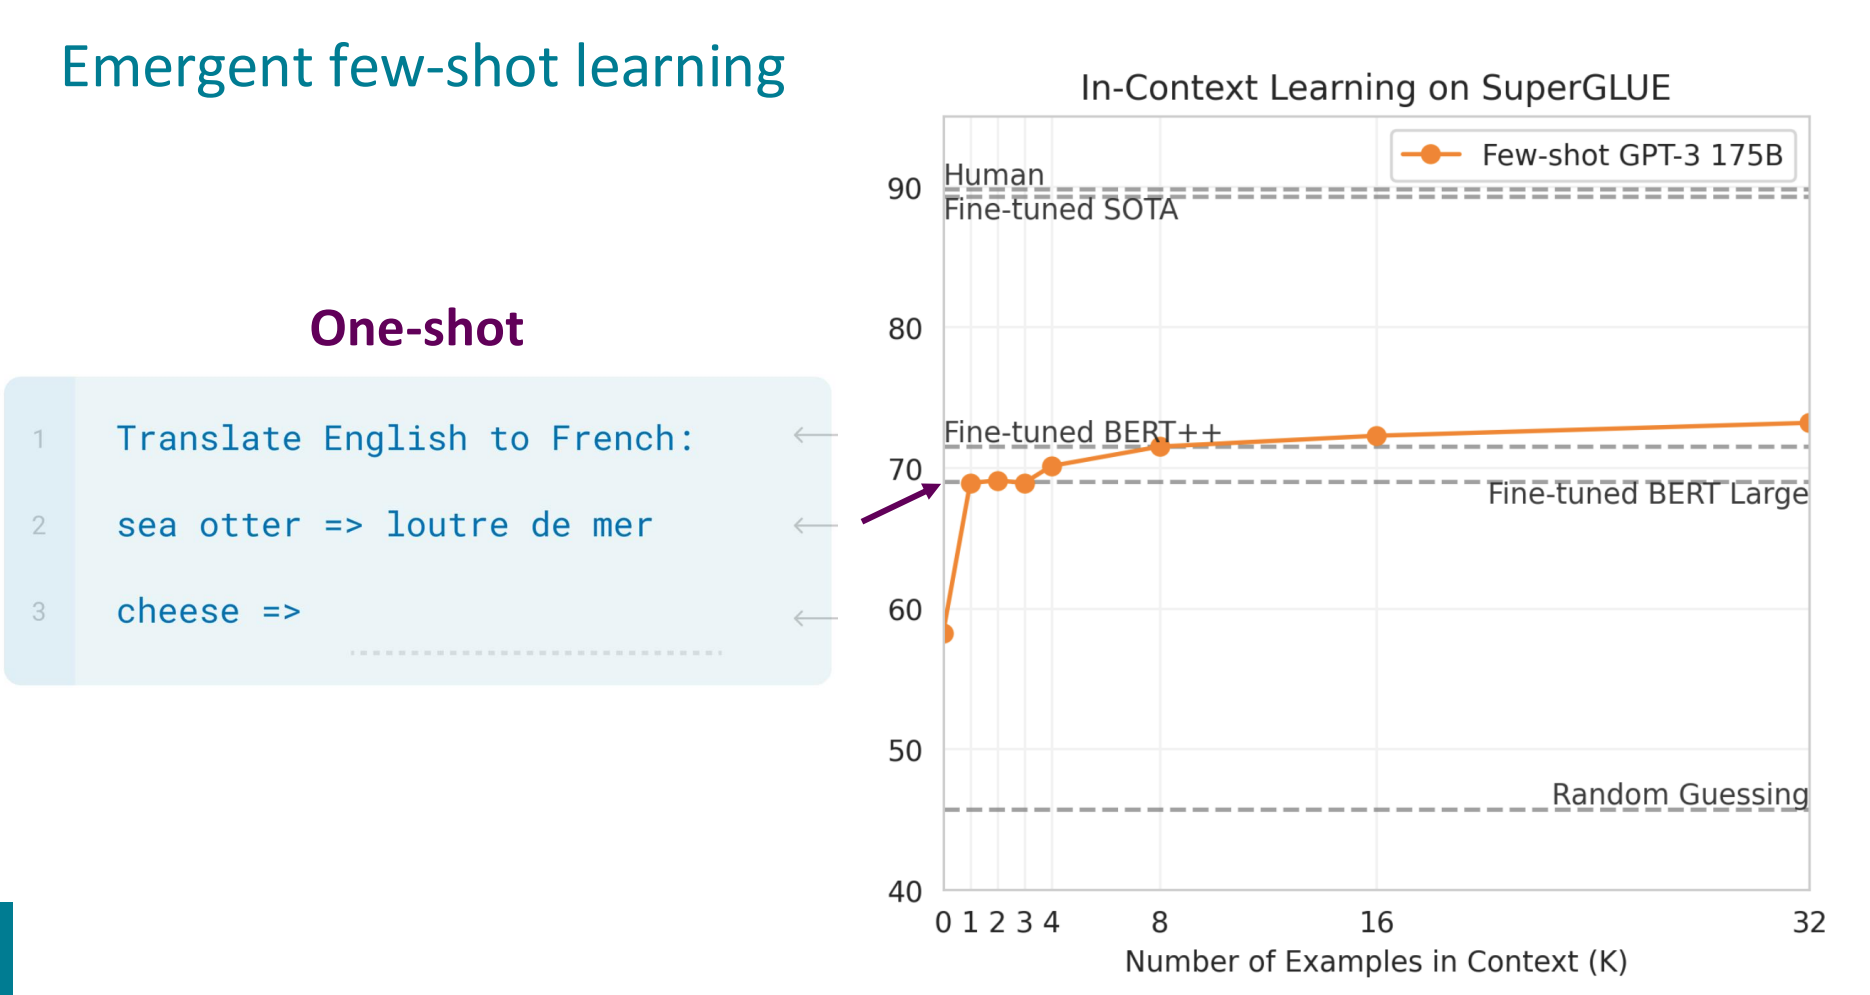 Emergent few-shot learning
One-shot
1 Translate English to French:
2 sea otter => loutre de mer
3 cheese =>
In-Context Learning on SuperGLUE
Few-shot GPT-3 175B
Human
90
Fine-tuned SOTA
80
Fine-tuned BERT++
70
Fine-tuned BERT Large
60
50
Random Guessing
40
0 1 2 3 4 8 16 32
Number of Examples in Context (K)